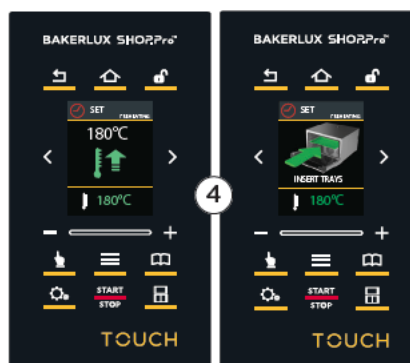 BAKERLUX SHOP.Pro™
SET
PREHEATING
180°C
180°C
START
STOP
TOUCH
4
BAKERLUX SHOP.Pro™
SET
PREHEATING
INSERT TRAYS
180°C
START
STOP
TOUCH